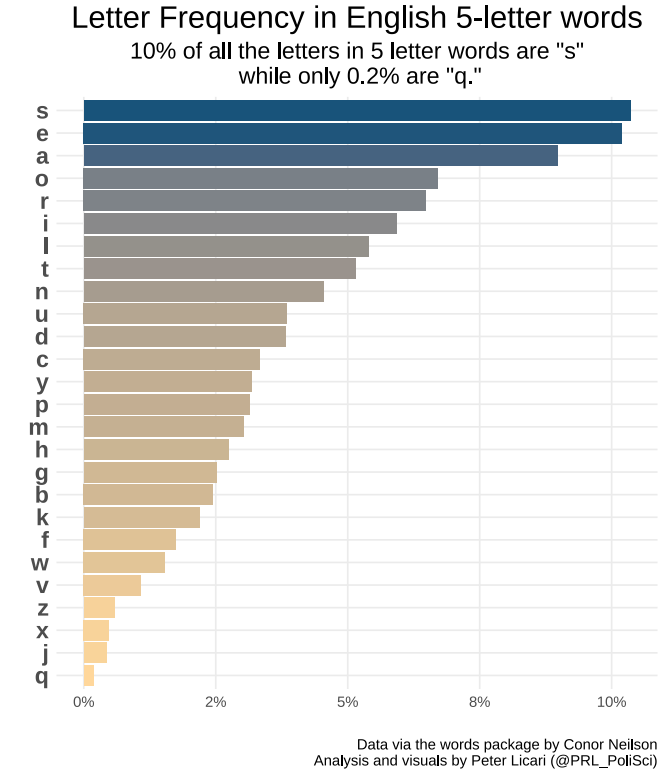 Letter Frequency in English 5-letter words
10% of all the letters in 5 letter words are "s"
while only 0.2% are "q."
s
e
a
o
r
i
l
t
n
u
d
c
y
p
m
h
g
b
k
f
w
v
z
x
j
q
0% 2% 5% 8% 10%
Data via the words package by Conor Neilson
Analysis and visuals by Peter Licari (@PRL_PoliSci)